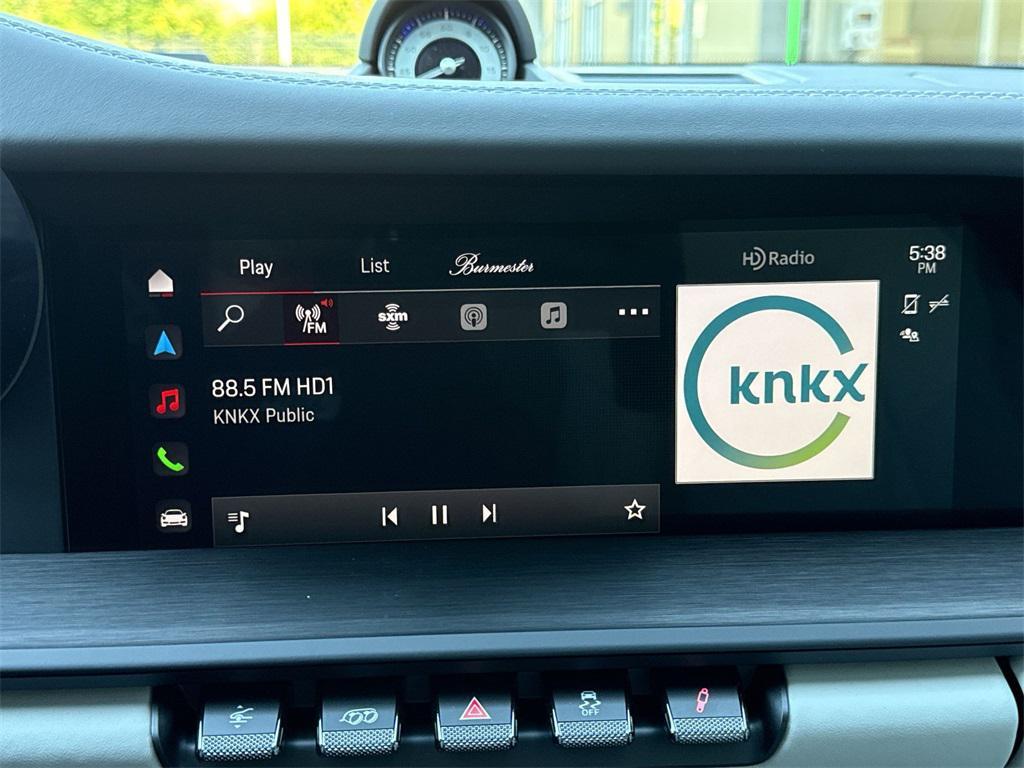 Play
List
Burmester
HD Radio
5:38
PM
FM
sxm
88.5 FM HD1
KNKX Public
knkx
OFF